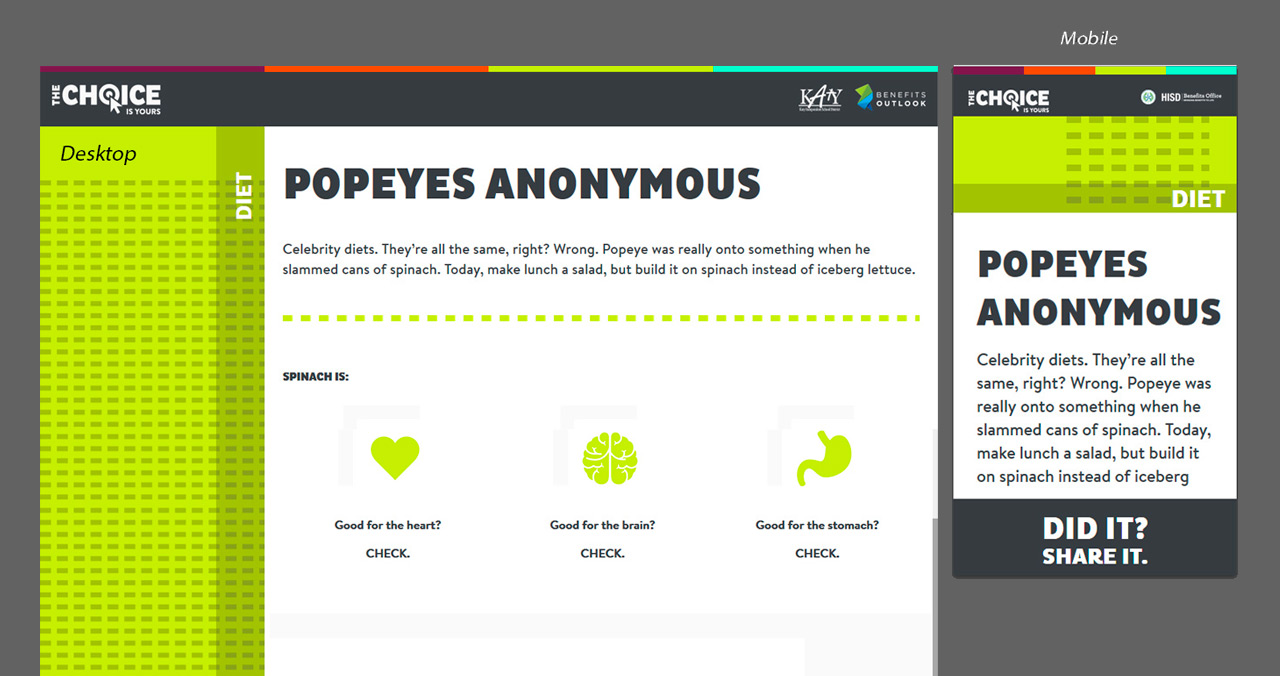 Mobile
THE CHOICE IS YOURS
KATY
BENEFITS
OUTLOOK
Desktop
DIET
POPEYES ANONYMOUS
Celebrity diets. They’re all the same, right? Wrong. Popeye was really onto something when he
slammed cans of spinach. Today, make lunch a salad, but build it on spinach instead of iceberg lettuce.
SPINACH IS:
Good for the heart?
CHECK.
Good for the brain?
CHECK.
Good for the stomach?
CHECK.
THE CHOICE IS YOURS
HISD Benefits Office
DIET
POPEYES
ANONYMOUS
Celebrity diets. They’re all the
same, right? Wrong. Popeye was
really onto something when he
slammed cans of spinach. Today,
make lunch a salad, but build it
on spinach instead of iceberg
DID IT?
SHARE IT.